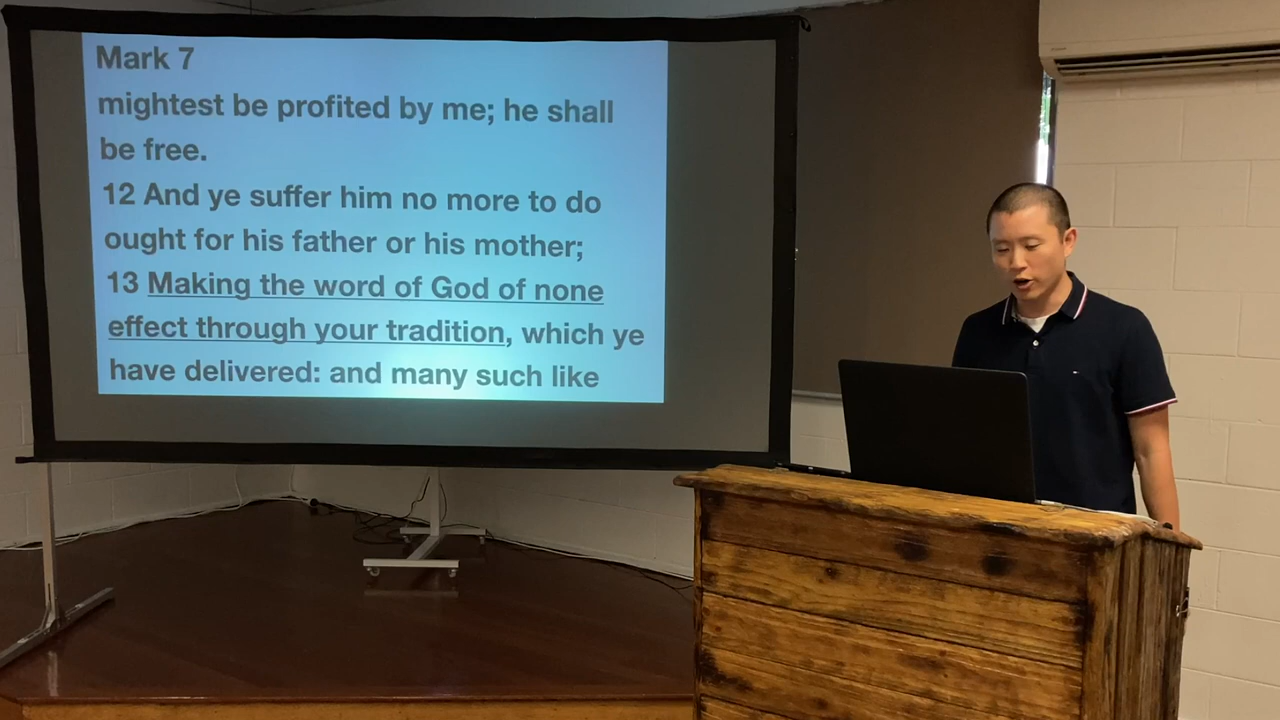 Mark 7
mightest be profited by me; he shall
be free.
12 And ye suffer him no more to do
ought for his father or his mother;
13 Making the word of God of none
effect through your tradition, which ye
have delivered: and many such like